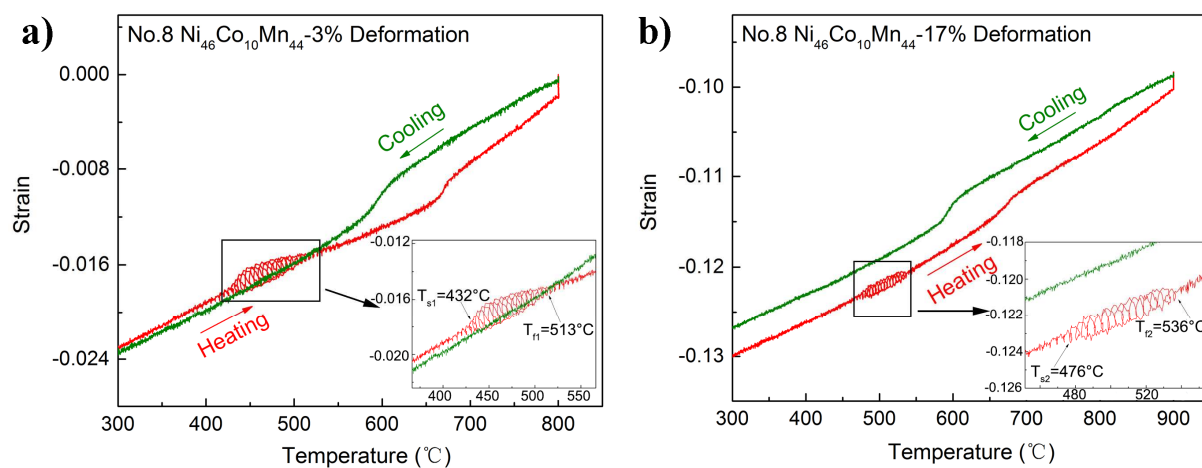 a)
No.8 Ni₄₆Co₁₀Mn₄₄-3% Deformation
0.000
-0.008
-0.016
-0.024
Strain
Cooling
Heating
300 400 500 600 700 800
Temperature (℃)
-0.012
-0.016
-0.020
Tₛ₁=432°C
T_f1=513°C
400 450 500 550
b)
No.8 Ni₄₆Co₁₀Mn₄₄-17% Deformation
-0.10
-0.11
-0.12
-0.13
Strain
Cooling
Heating
300 400 500 600 700 800 900
Temperature (℃)
-0.118
-0.120
-0.122
-0.124
-0.126
T_f2=536°C
Tₛ₂=476°C
480 520